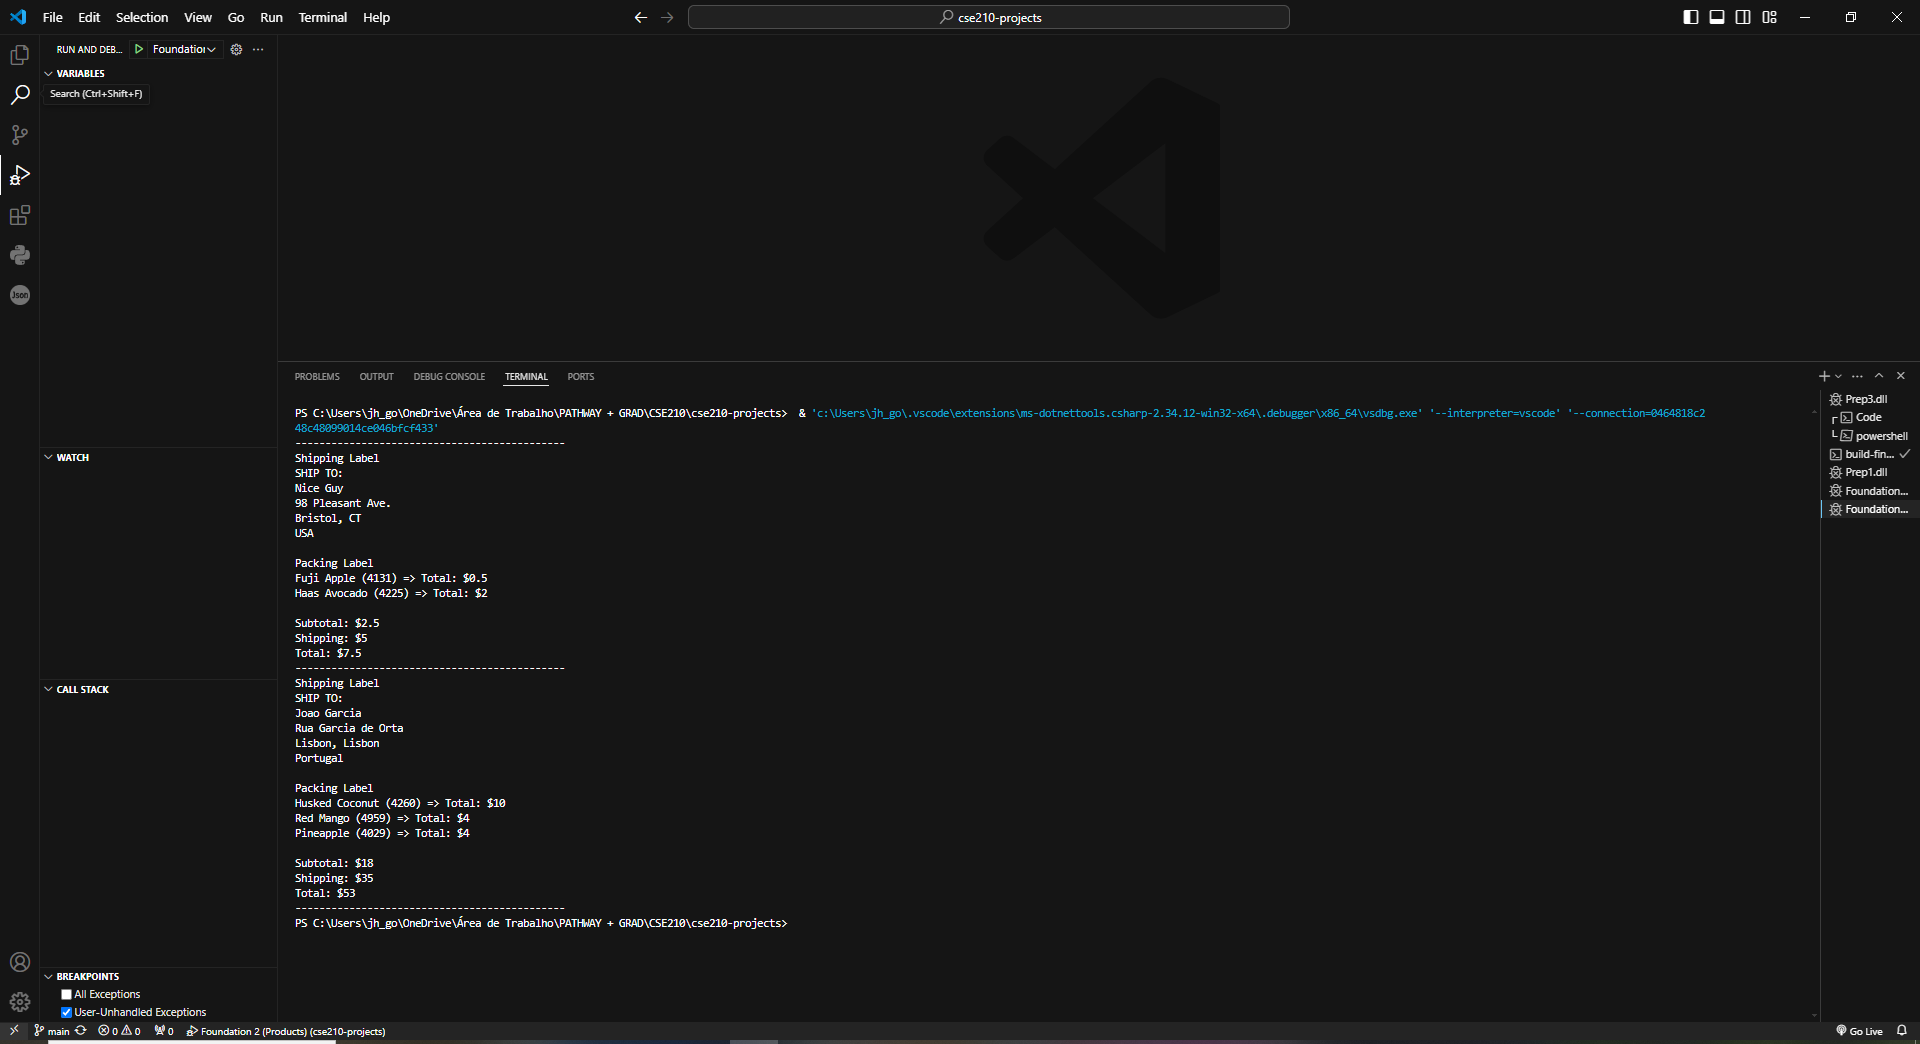 File Edit Selection View Go Run Terminal Help
cse210-projects
RUN AND DEB... Foundation
VARIABLES
Search (Ctrl+Shift+F)
Json
WATCH
CALL STACK
BREAKPOINTS
All Exceptions
User-Unhandled Exceptions
PROBLEMS OUTPUT DEBUG CONSOLE TERMINAL PORTS
PS C:\Users\jh_go\OneDrive\Área de Trabalho\PATHWAY + GRAD\CSE210\cse210-projects> & 'c:\Users\jh_go\.vscode\extensions\ms-dotnettools.csharp-2.34.12-win32-x64\.debugger\x86_64\vsdbg.exe' '--interpreter=vscode' '--connection=0464818c2
48c48099014ce046bfcf433'
---------------------------------------------
Shipping Label
SHIP TO:
Nice Guy
98 Pleasant Ave.
Bristol, CT
USA
Packing Label
Fuji Apple (4131) => Total: $0.5
Haas Avocado (4225) => Total: $2
Subtotal: $2.5
Shipping: $5
Total: $7.5
---------------------------------------------
Shipping Label
SHIP TO:
Joao Garcia
Rua Garcia de Orta
Lisbon, Lisbon
Portugal
Packing Label
Husked Coconut (4260) => Total: $10
Red Mango (4959) => Total: $4
Pineapple (4029) => Total: $4
Subtotal: $18
Shipping: $35
Total: $53
---------------------------------------------
PS C:\Users\jh_go\OneDrive\Área de Trabalho\PATHWAY + GRAD\CSE210\cse210-projects>
Prep3.dll
Code
powershell
build-fin...
Prep1.dll
Foundation...
Foundation...
main 0 0 0 Foundation 2 (Products) (cse210-projects)
Go Live